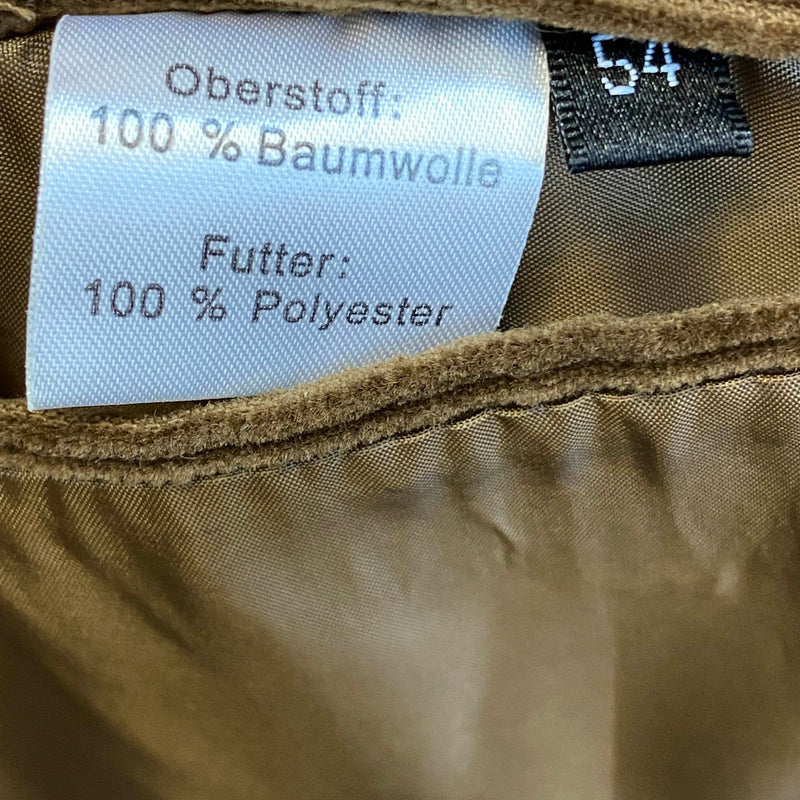 Oberstoff:
100 % Baumwolle
Futter:
100 % Polyester
54